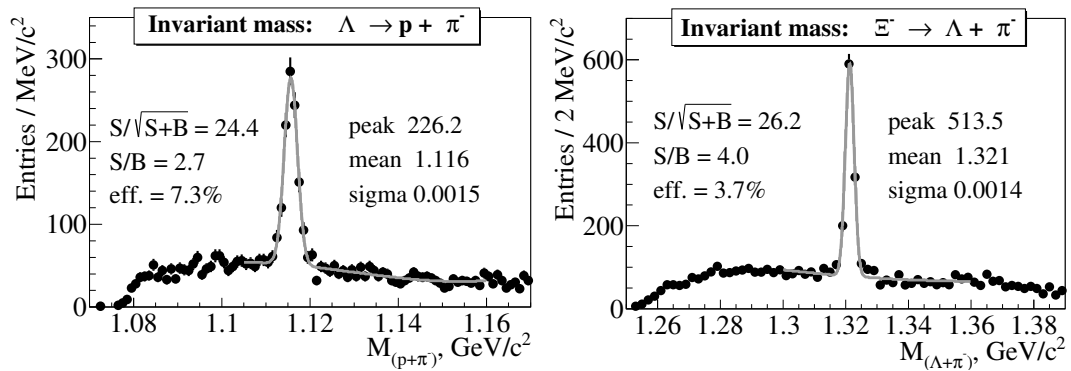 Invariant mass: Λ → p + π⁻
Entries / MeV/c²
300
200
100
0
S/√S+B = 24.4
S/B = 2.7
eff. = 7.3%
peak 226.2
mean 1.116
sigma 0.0015
1.08 1.1 1.12 1.14 1.16
M(p+π⁻), GeV/c²
Invariant mass: Ξ⁻ → Λ + π⁻
Entries / 2 MeV/c²
600
400
200
0
S/√S+B = 26.2
S/B = 4.0
eff. = 3.7%
peak 513.5
mean 1.321
sigma 0.0014
1.26 1.28 1.3 1.32 1.34 1.36 1.38
M(Λ+π⁻), GeV/c²